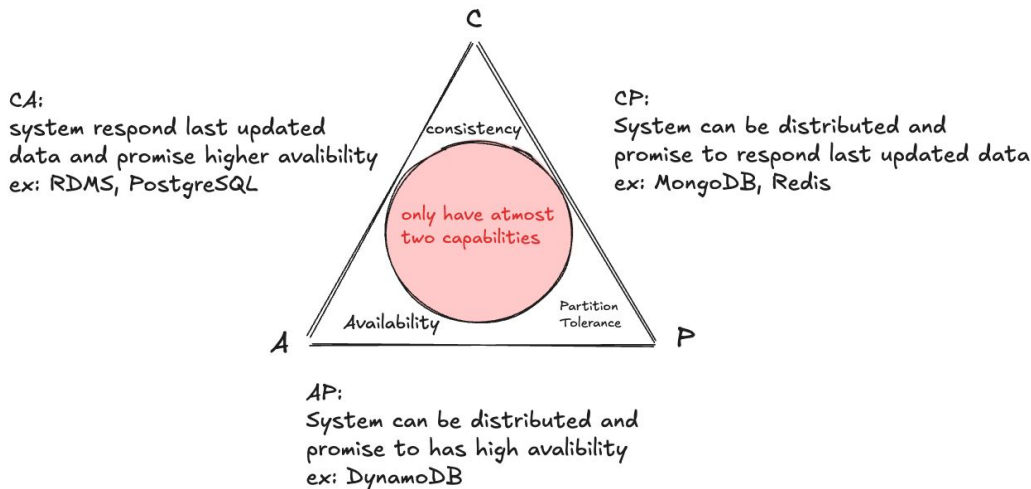 C
CA:
system respond last updated
data and promise higher avalibility
ex: RDMS, PostgreSQL
CP:
System can be distributed and
promise to respond last updated data
ex: MongoDB, Redis
consistency
only have atmost
two capabilities
Availability
Partition
Tolerance
A
P
AP:
System can be distributed and
promise to has high avalibility
ex: DynamoDB